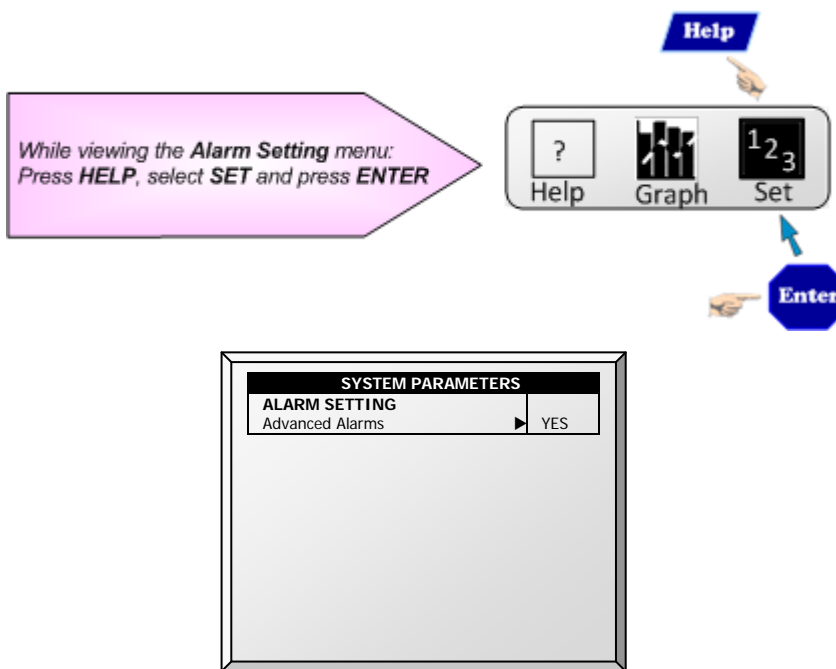 Help
While viewing the Alarm Setting menu:
Press HELP, select SET and press ENTER
?
123
Help Graph Set
Enter
SYSTEM PARAMETERS
ALARM SETTING
Advanced Alarms ▶ YES